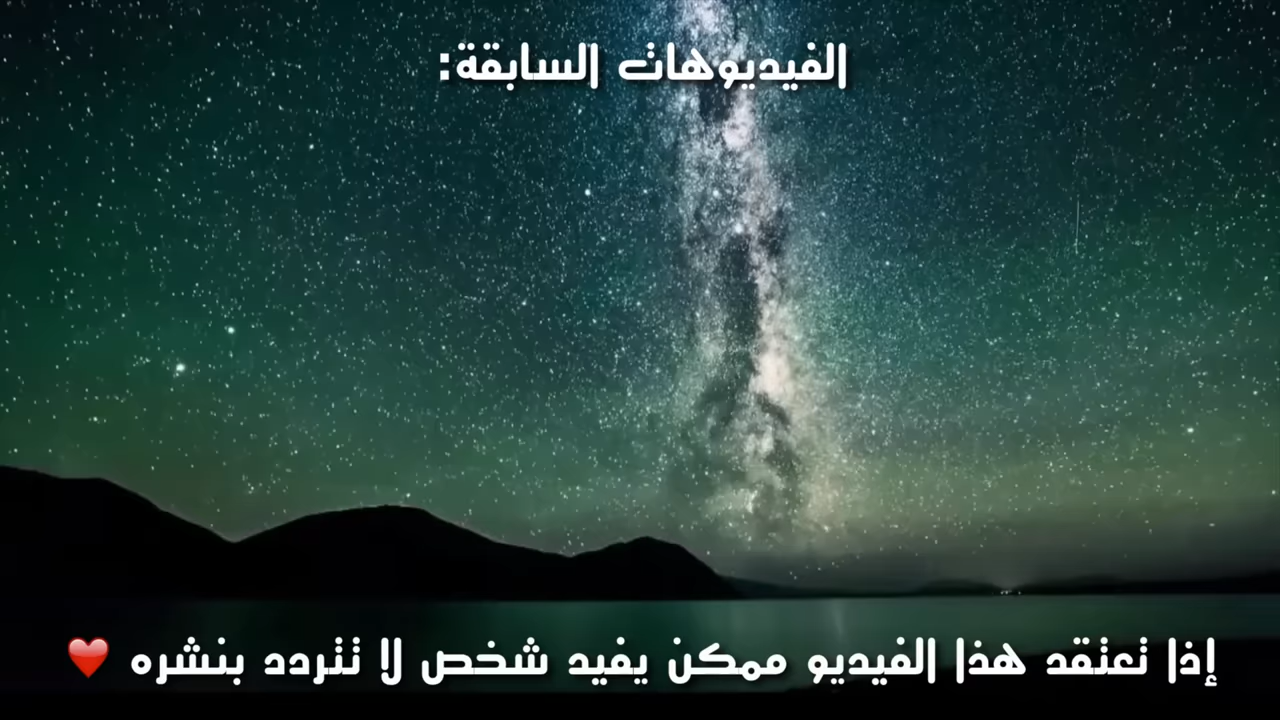 الفيديوهات السابقة:
إذا تعتقد هذا الفيديو ممكن يفيد شخص لا تتردد بنشره ❤️